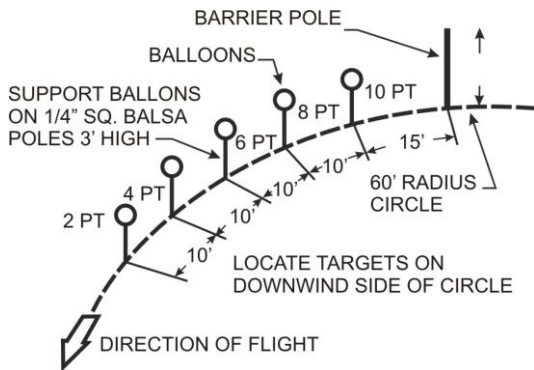 BARRIER POLE
BALLOONS
SUPPORT BALLONS
ON 1/4" SQ. BALSA
POLES 3' HIGH
10 PT
8 PT
6 PT
4 PT
2 PT
15'
10'
10'
10'
10'
60' RADIUS
CIRCLE
LOCATE TARGETS ON
DOWNWIND SIDE OF CIRCLE
DIRECTION OF FLIGHT